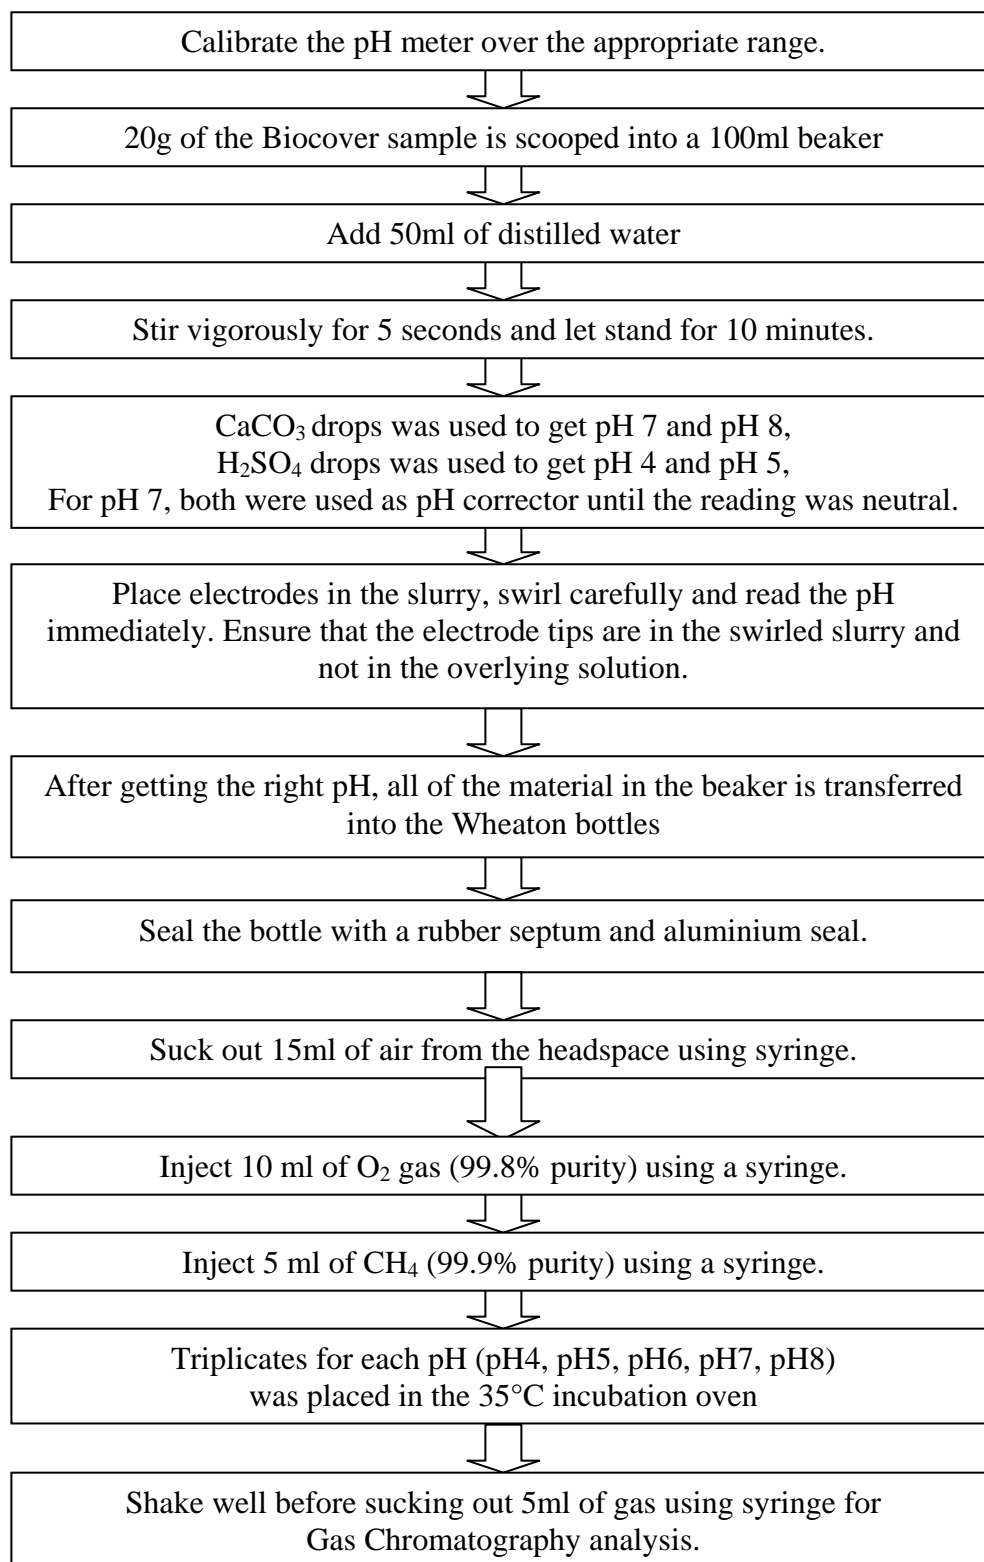 Calibrate the pH meter over the appropriate range.
20g of the Biocover sample is scooped into a 100ml beaker
Add 50ml of distilled water
Stir vigorously for 5 seconds and let stand for 10 minutes.
CaCO₃ drops was used to get pH 7 and pH 8,
H₂SO₄ drops was used to get pH 4 and pH 5,
For pH 7, both were used as pH corrector until the reading was neutral.
Place electrodes in the slurry, swirl carefully and read the pH
immediately. Ensure that the electrode tips are in the swirled slurry and
not in the overlying solution.
After getting the right pH, all of the material in the beaker is transferred
into the Wheaton bottles
Seal the bottle with a rubber septum and aluminium seal.
Suck out 15ml of air from the headspace using syringe.
Inject 10 ml of O₂ gas (99.8% purity) using a syringe.
Inject 5 ml of CH₄ (99.9% purity) using a syringe.
Triplicates for each pH (pH4, pH5, pH6, pH7, pH8)
was placed in the 35°C incubation oven
Shake well before sucking out 5ml of gas using syringe for
Gas Chromatography analysis.